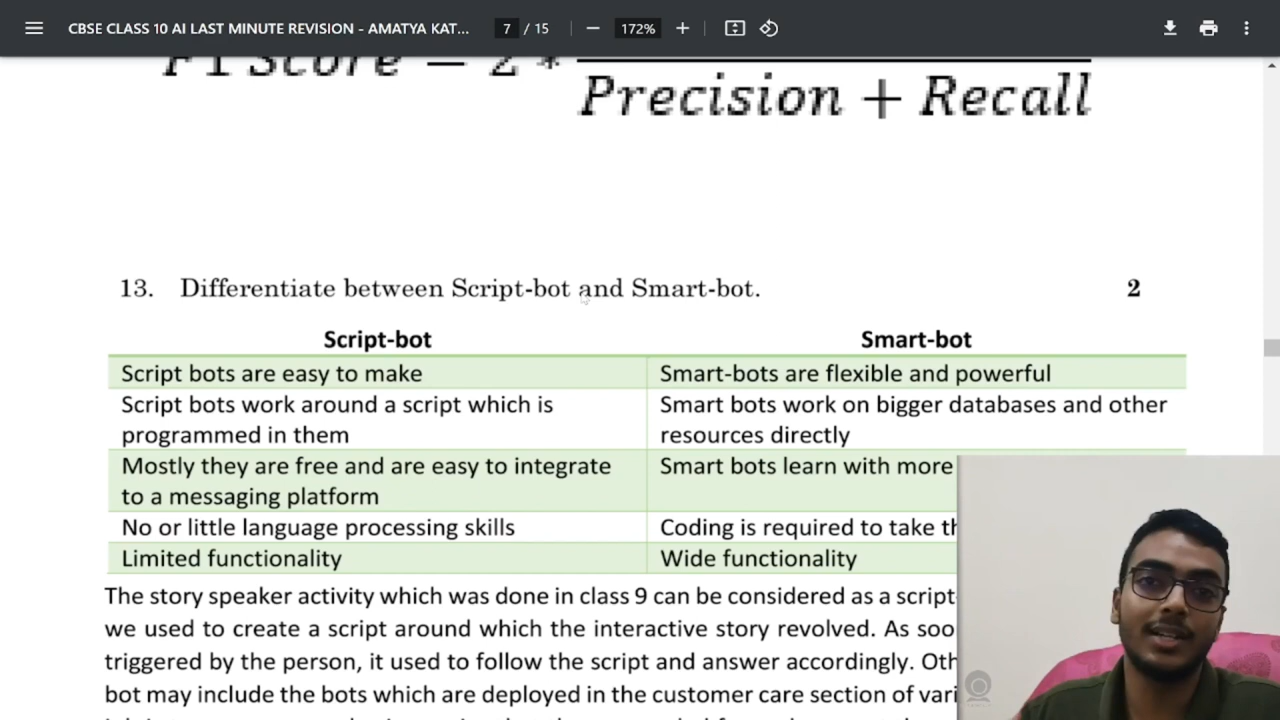 CBSE CLASS 10 AI LAST MINUTE REVISION - AMATYA KAT...
7 / 15
172%
F1 Score = 2 *
Precision + Recall
13. Differentiate between Script-bot and Smart-bot. 2
Script-bot Smart-bot
Script bots are easy to make Smart-bots are flexible and powerful
Script bots work around a script which is Smart bots work on bigger databases and other
programmed in them resources directly
Mostly they are free and are easy to integrate Smart bots learn with more
to a messaging platform
No or little language processing skills Coding is required to take
Limited functionality Wide functionality
The story speaker activity which was done in class 9 can be considered as a script
we used to create a script around which the interactive story revolved. As
triggered by the person, it used to follow the script and answer accordingly.
bot may include the bots which are deployed in the customer care section of